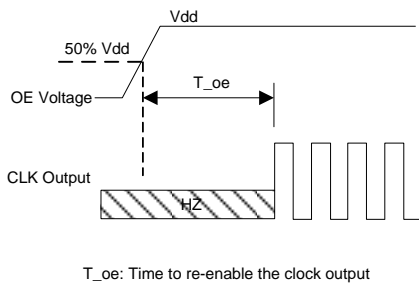 Vdd
50% Vdd
T_oe
OE Voltage
CLK Output
HZ
T_oe: Time to re-enable the clock output